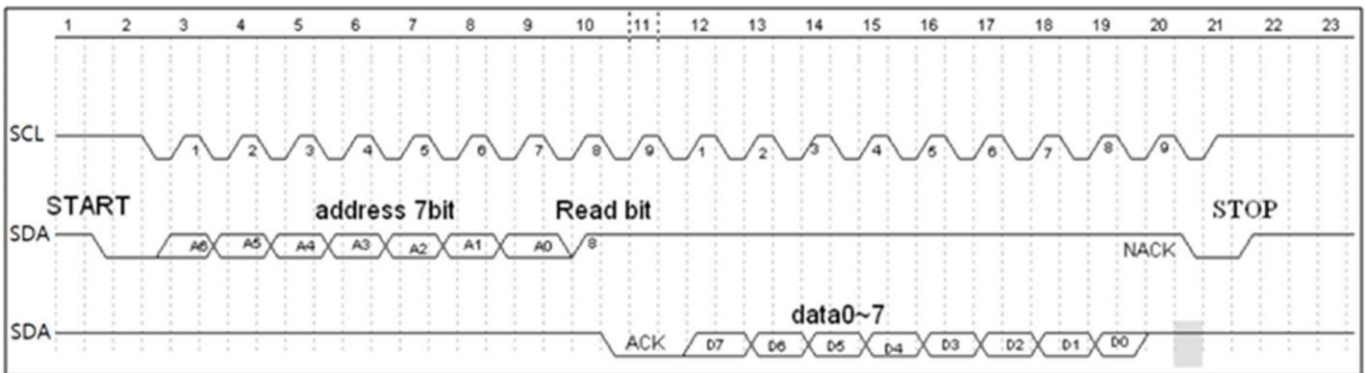 1 2 3 4 5 6 7 8 9 10 11 12 13 14 15 16 17 18 19 20 21 22 23
SCL 1 2 3 4 5 6 7 8 9 1 2 3 4 5 6 7 8 9
START address 7bit Read bit STOP
SDA A6 A5 A4 A3 A2 A1 A0 8 NACK
data0~7
SDA ACK D7 D6 D5 D4 D3 D2 D1 D0